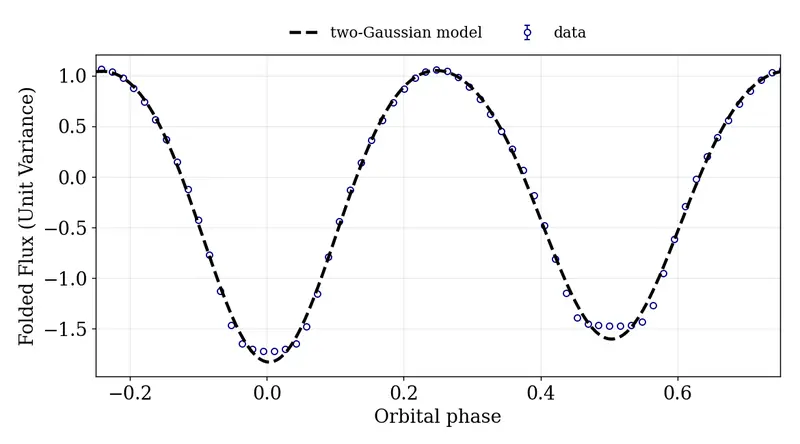 two-Gaussian model data
1.0
0.5
0.0
−0.5
−1.0
−1.5
Folded Flux (Unit Variance)
−0.2 0.0 0.2 0.4 0.6
Orbital phase